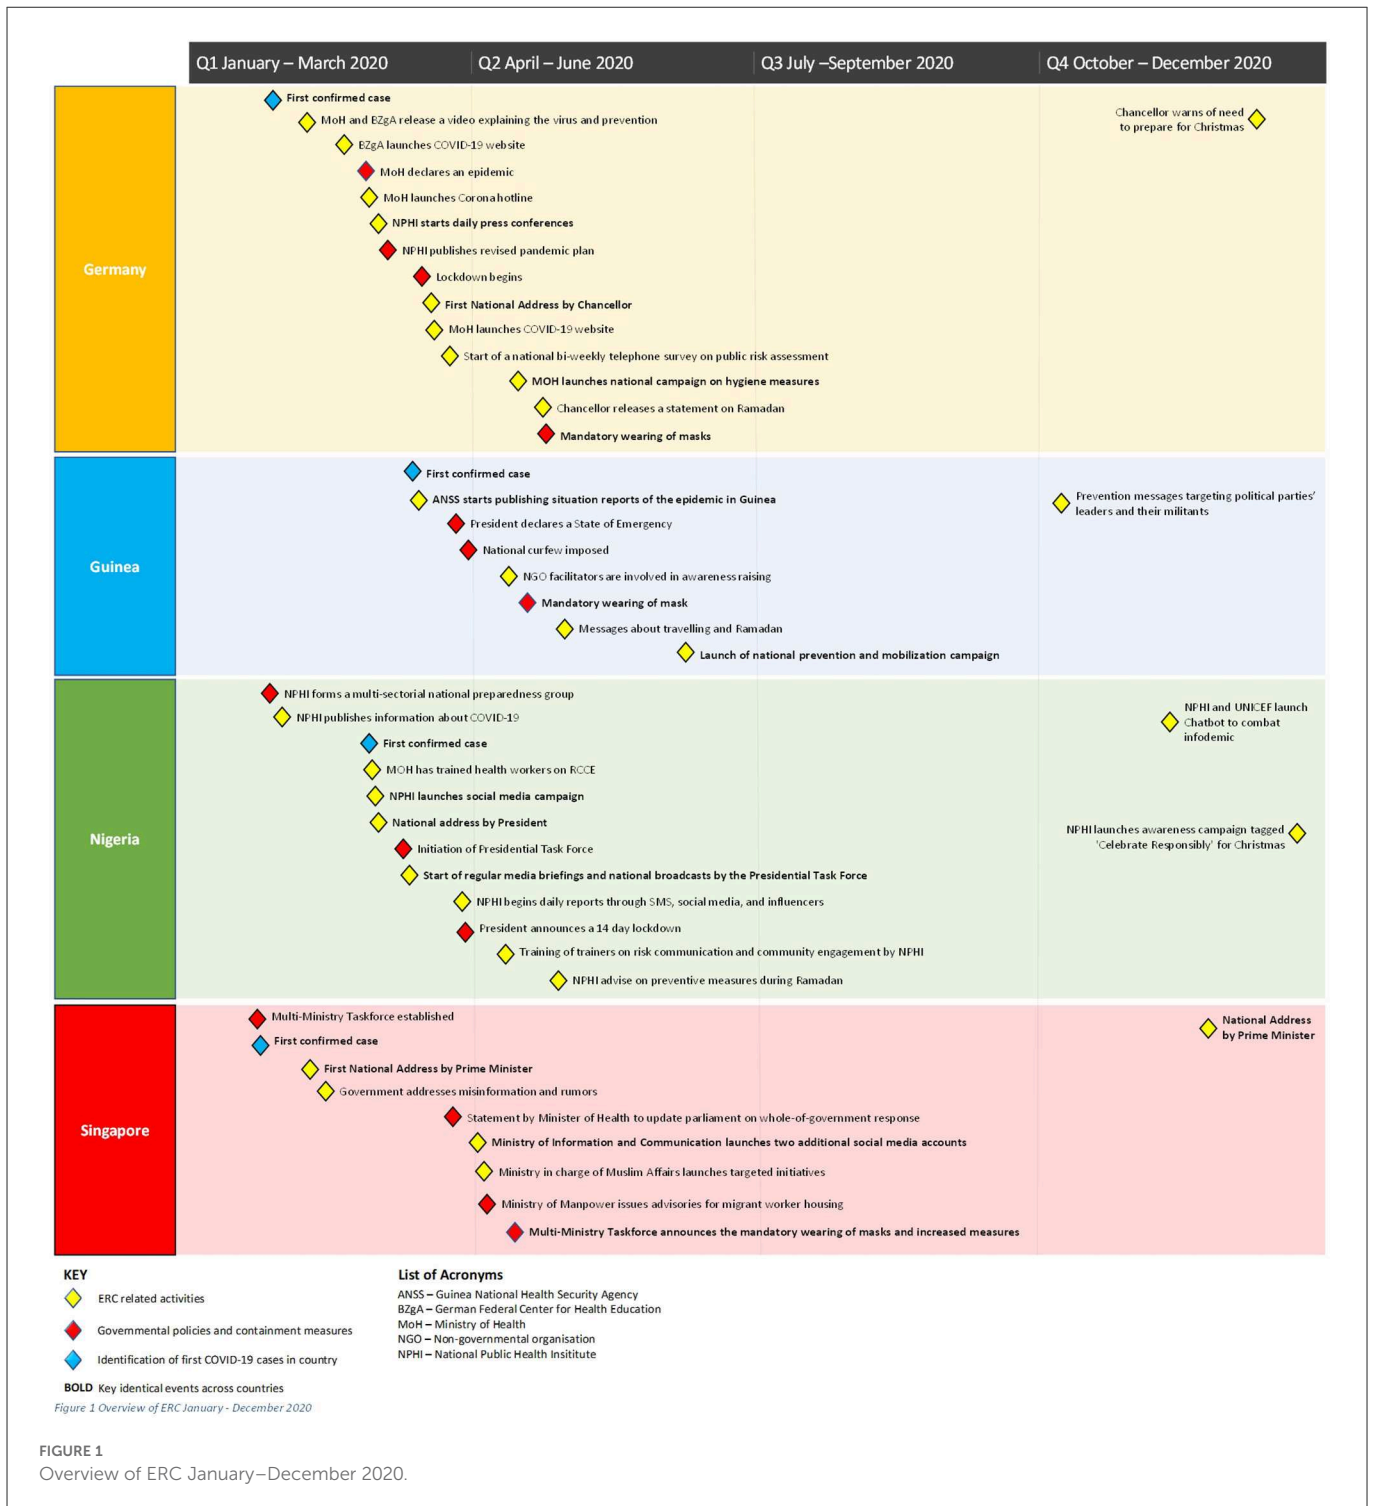 Q1 January – March 2020
Q2 April – June 2020
Q3 July –September 2020
Q4 October – December 2020
Germany
First confirmed case
MoH and BZgA release a video explaining the virus and prevention
Chancellor warns of need
to prepare for Christmas
BZgA launches COVID-19 website
MoH declares an epidemic
MoH launches Corona hotline
NPHI starts daily press conferences
NPHI publishes revised pandemic plan
Lockdown begins
First National Address by Chancellor
MoH launches COVID-19 website
Start of a national bi-weekly telephone survey on public risk assessment
MOH launches national campaign on hygiene measures
Chancellor releases a statement on Ramadan
Mandatory wearing of masks
Guinea
First confirmed case
ANSS starts publishing situation reports of the epidemic in Guinea
Prevention messages targeting political parties’
leaders and their militants
President declares a State of Emergency
National curfew imposed
NGO facilitators are involved in awareness raising
Mandatory wearing of mask
Messages about travelling and Ramadan
Launch of national prevention and mobilization campaign
Nigeria
NPHI forms a multi-sectorial national preparedness group
NPHI publishes information about COVID-19
NPHI and UNICEF launch
Chatbot to combat
infodemic
First confirmed case
MOH has trained health workers on RCCE
NPHI launches social media campaign
National address by President
NPHI launches awareness campaign tagged
'Celebrate Responsibly' for Christmas
Initiation of Presidential Task Force
Start of regular media briefings and national broadcasts by the Presidential Task Force
NPHI begins daily reports through SMS, social media, and influencers
President announces a 14 day lockdown
Training of trainers on risk communication and community engagement by NPHI
NPHI advise on preventive measures during Ramadan
Singapore
Multi-Ministry Taskforce established
First confirmed case
National Address
by Prime Minister
First National Address by Prime Minister
Government addresses misinformation and rumors
Statement by Minister of Health to update parliament on whole-of-government response
Ministry of Information and Communication launches two additional social media accounts
Ministry in charge of Muslim Affairs launches targeted initiatives
Ministry of Manpower issues advisories for migrant worker housing
Multi-Ministry Taskforce announces the mandatory wearing of masks and increased measures
KEY
ERC related activities
Governmental policies and containment measures
Identification of first COVID-19 cases in country
BOLD Key identical events across countries
List of Acronyms
ANSS – Guinea National Health Security Agency
BZgA – German Federal Center for Health Education
MoH – Ministry of Health
NGO – Non-governmental organisation
NPHI – National Public Health Insititute
Figure 1 Overview of ERC January - December 2020
FIGURE 1
Overview of ERC January–December 2020.